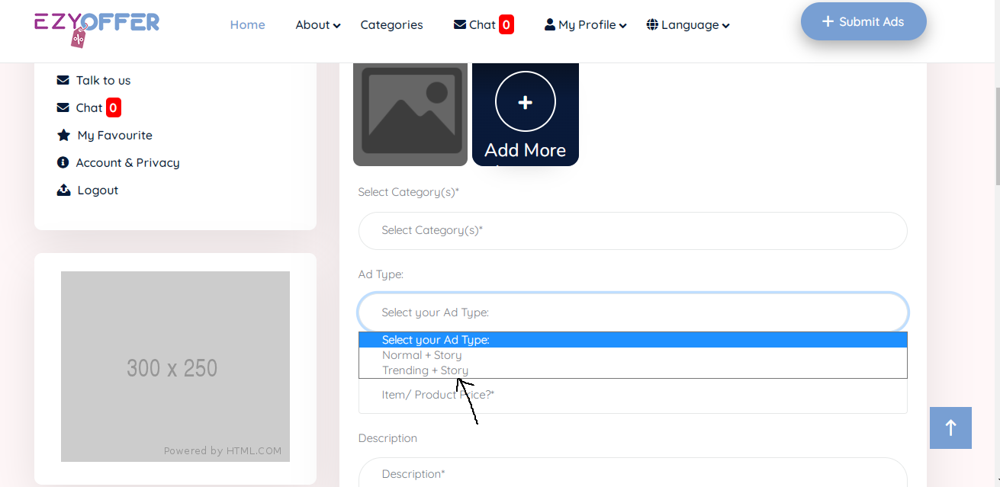 EZYOFFER
%
Home
About
Categories
Chat 0
My Profile
Language
+ Submit Ads
Talk to us
Chat 0
My Favourite
Account & Privacy
Logout
300 x 250
Powered by HTML.COM
Add More
Select Category(s)*
Select Category(s)*
Ad Type:
Select your Ad Type:
Select your Ad Type:
Normal + Story
Trending + Story
Item/ Product Price?*
Description
Description*